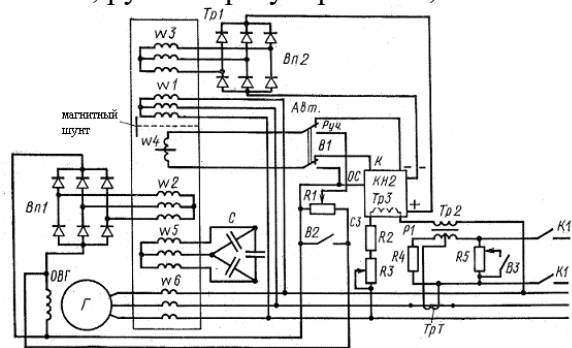 Тр1
w3
Вп2
w1
Авт.
магнитный
шунт
Руч.
w4
В1
К
ОС
КН2
-
-
+
Тр3
w2
Вп1
R1
С3
Тр2
w5
С
В2
R2
Р1
К1
R4
R5
В3
R3
ОВГ
w6
К1
Г
ТрТ